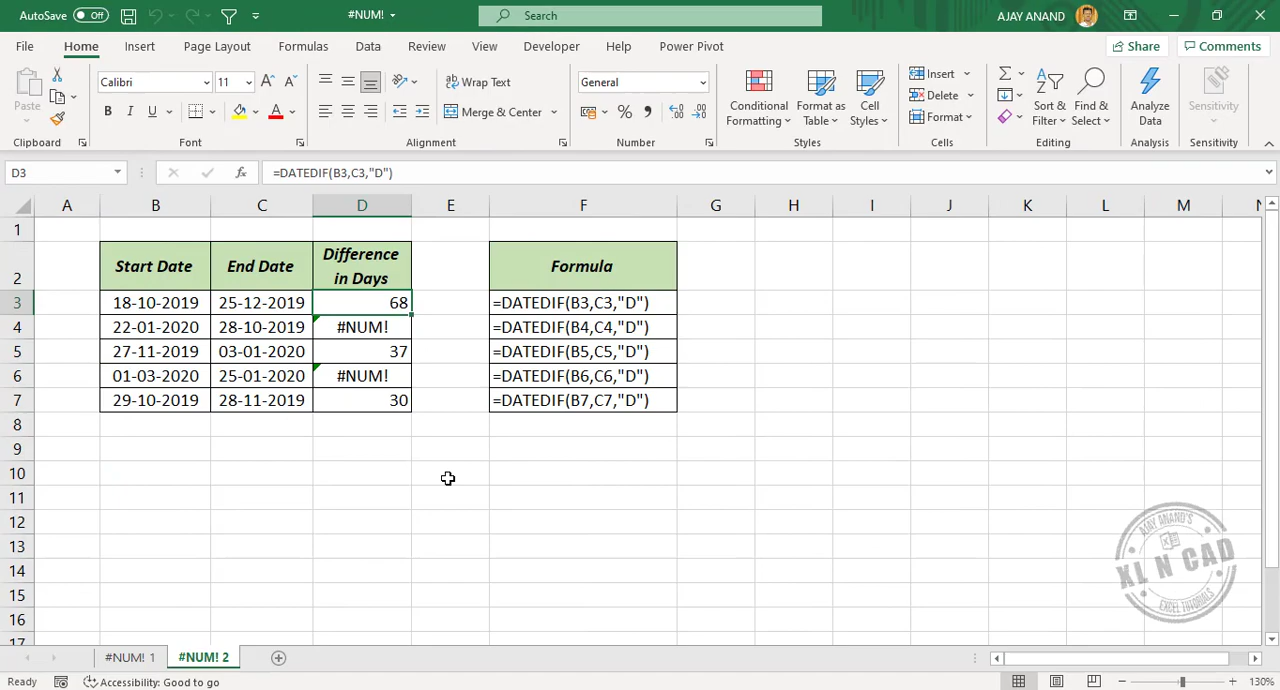 AutoSave Off #NUM! Search AJAY ANAND
File Home Insert Page Layout Formulas Data Review View Developer Help Power Pivot Share Comments
Paste
Clipboard
Calibri 11
B I U A
Font
Wrap Text
Merge & Center
Alignment
General
% ,
Number
Conditional Formatting
Format as Table
Cell Styles
Styles
Insert
Delete
Format
Cells
Sort & Filter
Find & Select
Editing
Analyze Data
Analysis
Sensitivity
Sensitivity
D3 fx =DATEDIF(B3,C3,"D")
A B C D E F G H I J K L M N
1
2 Start Date End Date Difference in Days Formula
3 18-10-2019 25-12-2019 68 =DATEDIF(B3,C3,"D")
4 22-01-2020 28-10-2019 #NUM! =DATEDIF(B4,C4,"D")
5 27-11-2019 03-01-2020 37 =DATEDIF(B5,C5,"D")
6 01-03-2020 25-01-2020 #NUM! =DATEDIF(B6,C6,"D")
7 29-10-2019 28-11-2019 30 =DATEDIF(B7,C7,"D")
8
9
10
11
12
13
14
15
16
17
AJAY ANAND'S
XL N CAD
EXCEL TUTORIALS
#NUM! 1 #NUM! 2
Ready Accessibility: Good to go 130%